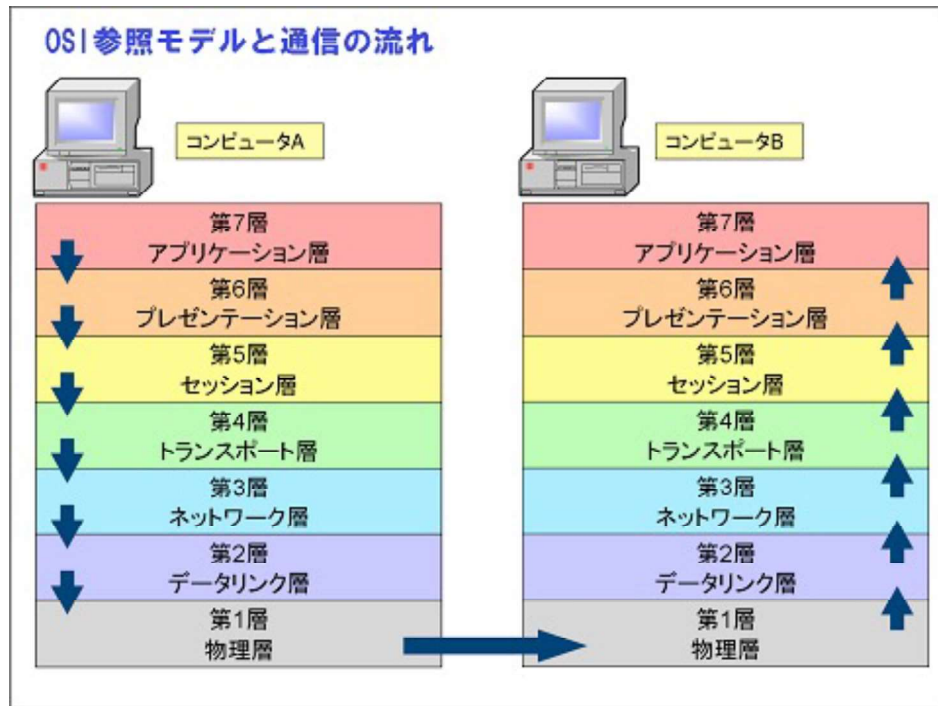 OSI参照モデルと通信の流れ
コンピュータA
コンピュータB
第7層
アプリケーション層
第6層
プレゼンテーション層
第5層
セッション層
第4層
トランスポート層
第3層
ネットワーク層
第2層
データリンク層
第1層
物理層
第7層
アプリケーション層
第6層
プレゼンテーション層
第5層
セッション層
第4層
トランスポート層
第3層
ネットワーク層
第2層
データリンク層
第1層
物理層